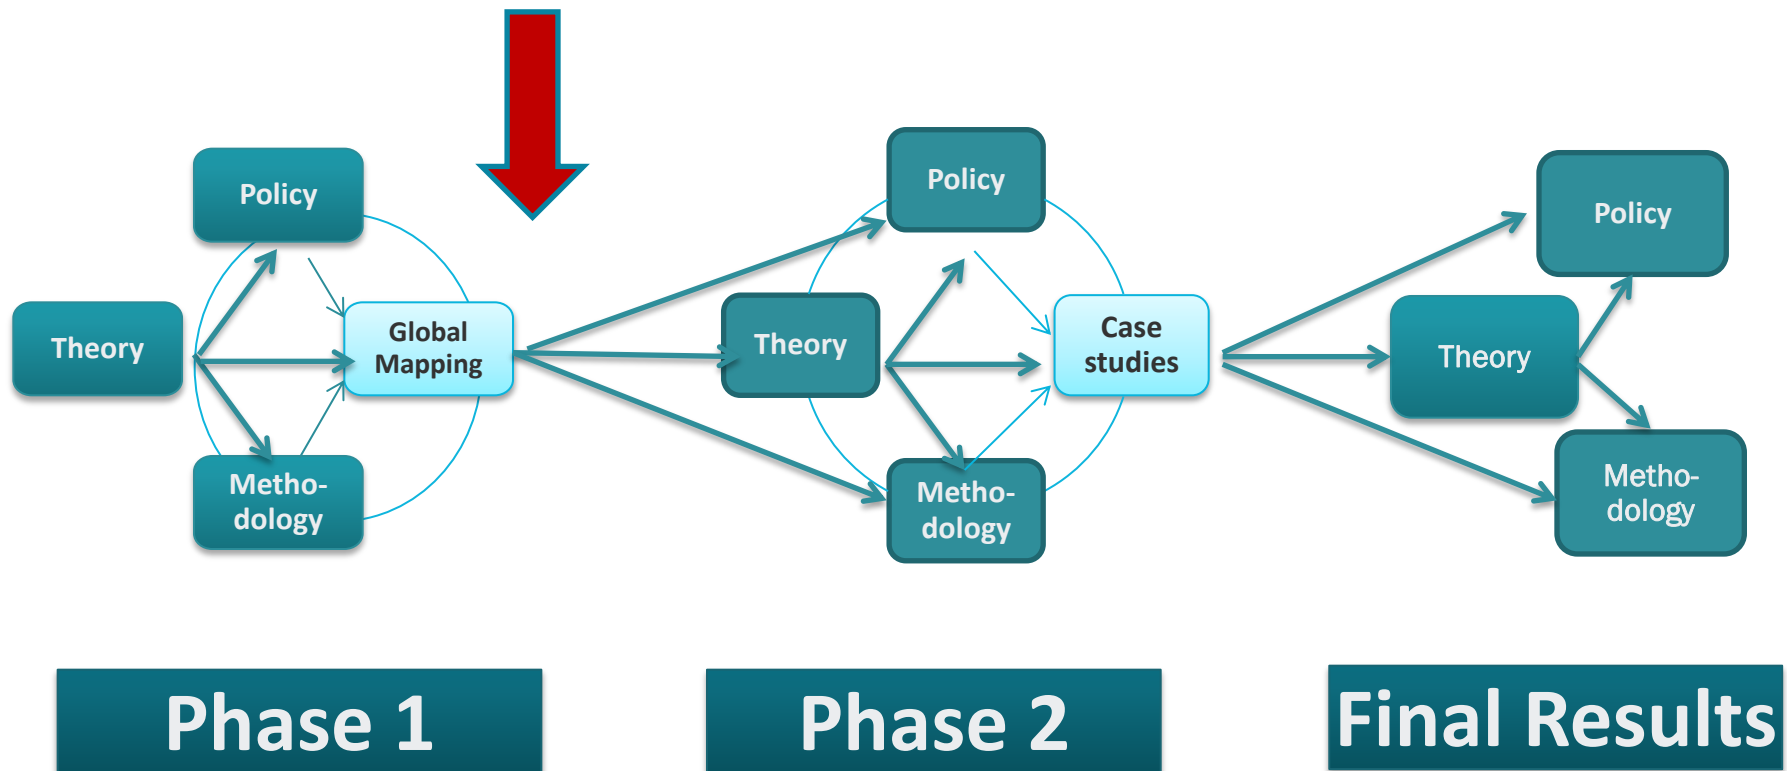 Policy
Theory
Global
Mapping
Metho-
dology
Policy
Theory
Case
studies
Metho-
dology
Policy
Theory
Metho-
dology
Phase 1
Phase 2
Final Results